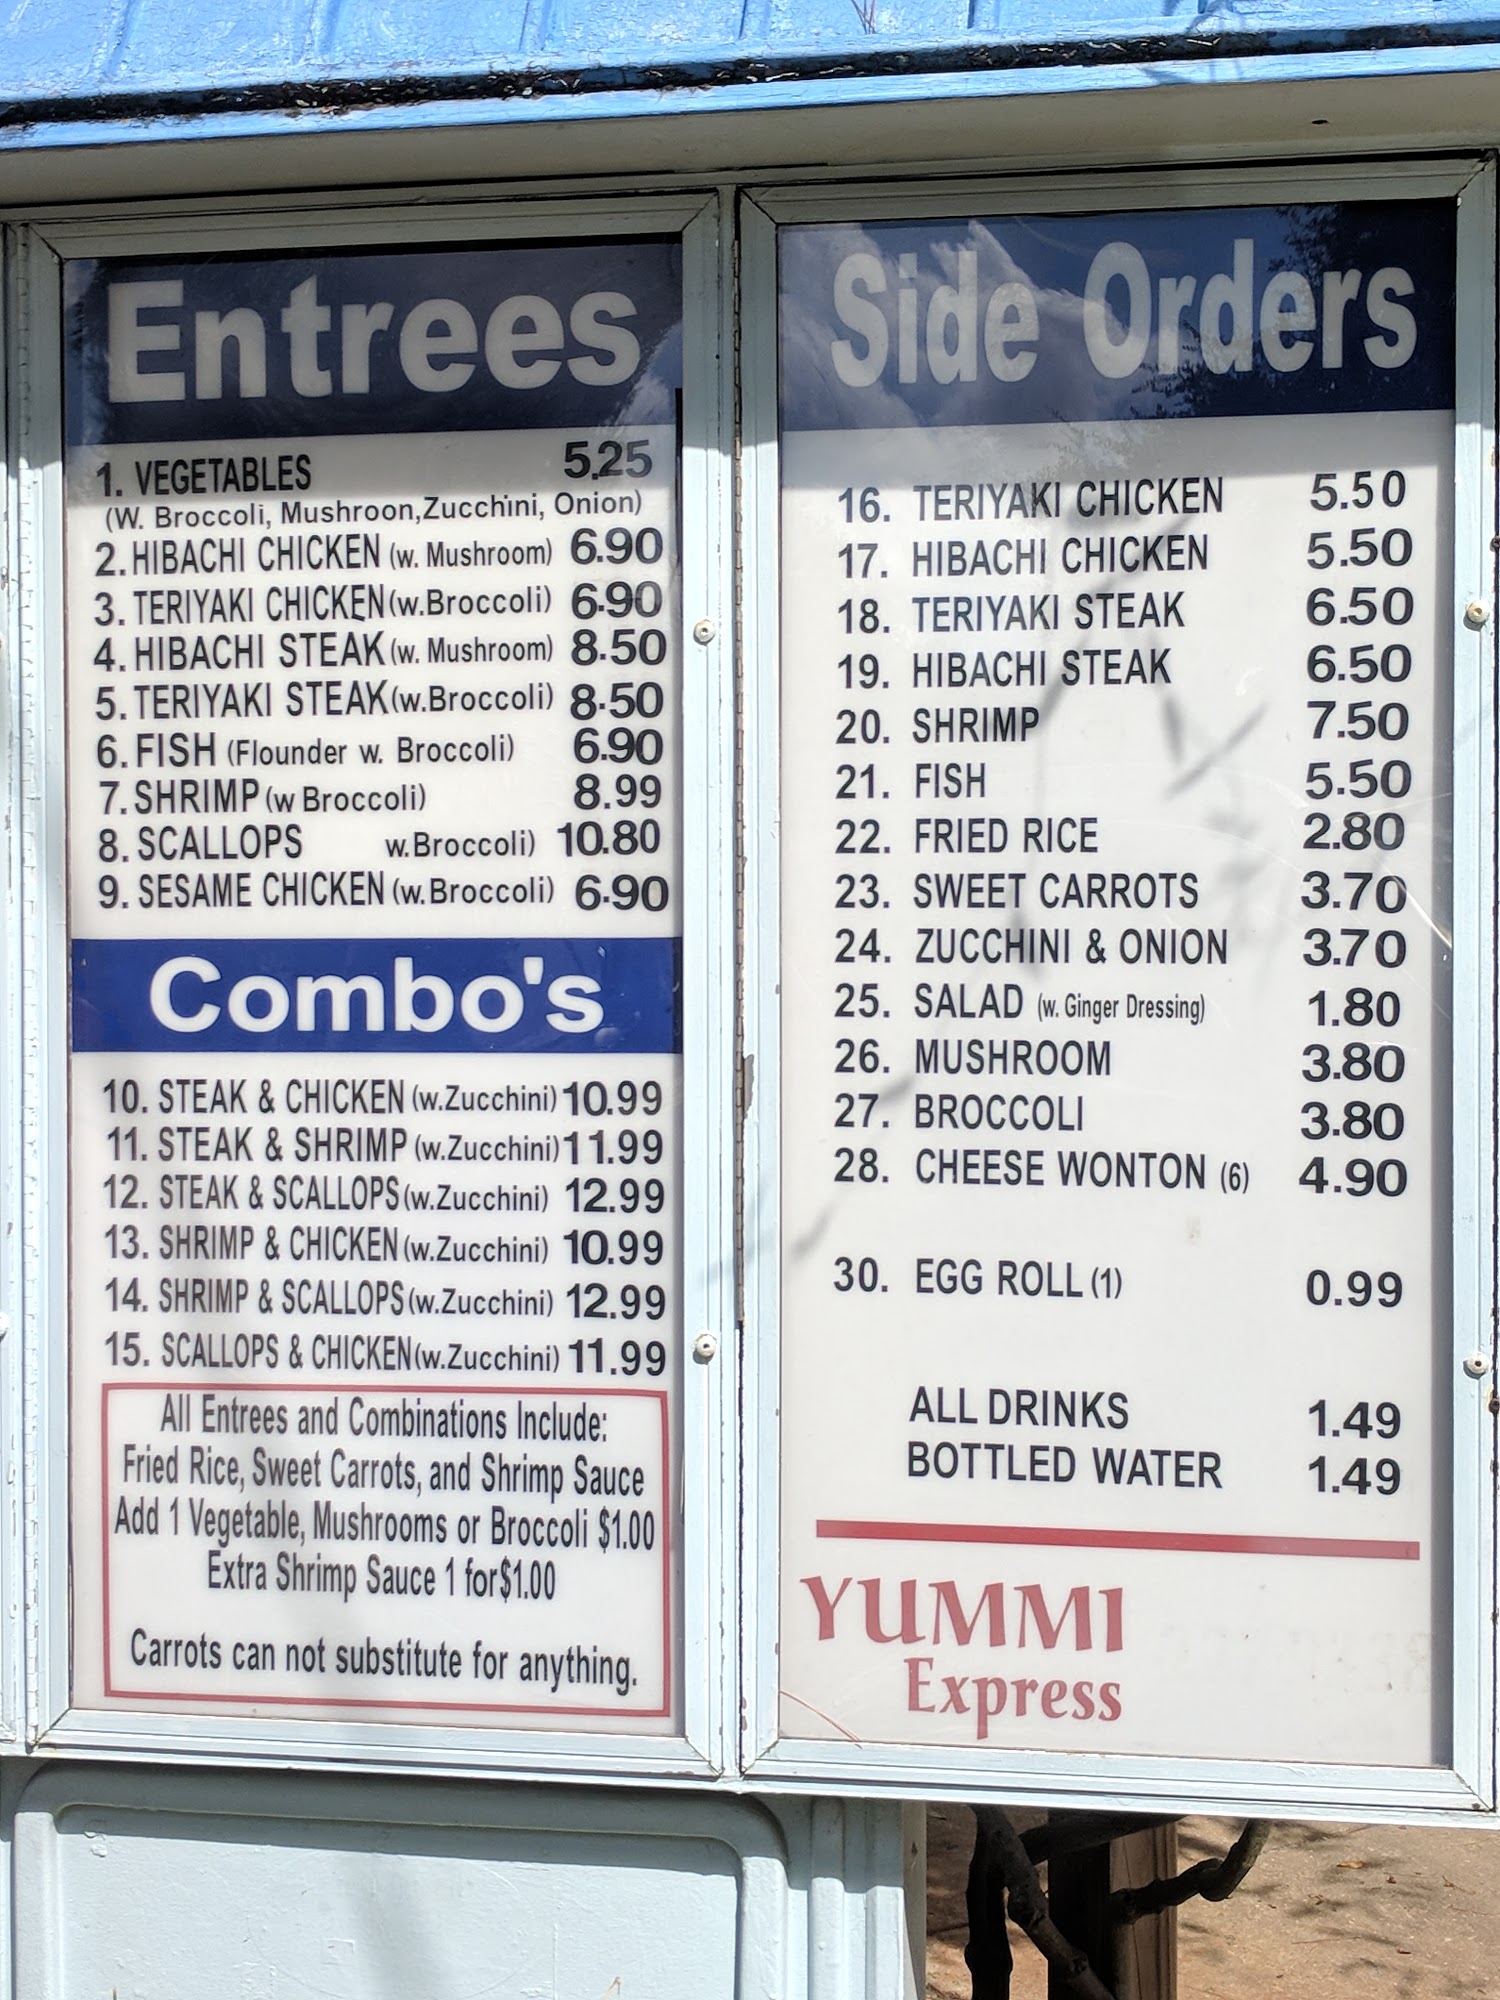 Entrees
1. VEGETABLES 5.25
(W. Broccoli, Mushroon,Zucchini, Onion)
2. HIBACHI CHICKEN (w. Mushroom) 6.90
3. TERIYAKI CHICKEN (w.Broccoli) 6.90
4. HIBACHI STEAK (w. Mushroom) 8.50
5. TERIYAKI STEAK (w.Broccoli) 8.50
6. FISH (Flounder w. Broccoli) 6.90
7. SHRIMP (w Broccoli) 8.99
8. SCALLOPS w.Broccoli) 10.80
9. SESAME CHICKEN (w.Broccoli) 6.90
Combo's
10. STEAK & CHICKEN (w.Zucchini) 10.99
11. STEAK & SHRIMP (w.Zucchini) 11.99
12. STEAK & SCALLOPS (w.Zucchini) 12.99
13. SHRIMP & CHICKEN (w.Zucchini) 10.99
14. SHRIMP & SCALLOPS (w.Zucchini) 12.99
15. SCALLOPS & CHICKEN (w.Zucchini) 11.99
All Entrees and Combinations Include:
Fried Rice, Sweet Carrots, and Shrimp Sauce
Add 1 Vegetable, Mushrooms or Broccoli $1.00
Extra Shrimp Sauce 1 for $1.00
Carrots can not substitute for anything.
Side Orders
16. TERIYAKI CHICKEN 5.50
17. HIBACHI CHICKEN 5.50
18. TERIYAKI STEAK 6.50
19. HIBACHI STEAK 6.50
20. SHRIMP 7.50
21. FISH 5.50
22. FRIED RICE 2.80
23. SWEET CARROTS 3.70
24. ZUCCHINI & ONION 3.70
25. SALAD (w. Ginger Dressing) 1.80
26. MUSHROOM 3.80
27. BROCCOLI 3.80
28. CHEESE WONTON (6) 4.90
30. EGG ROLL (1) 0.99
ALL DRINKS 1.49
BOTTLED WATER 1.49
YUMMI
Express